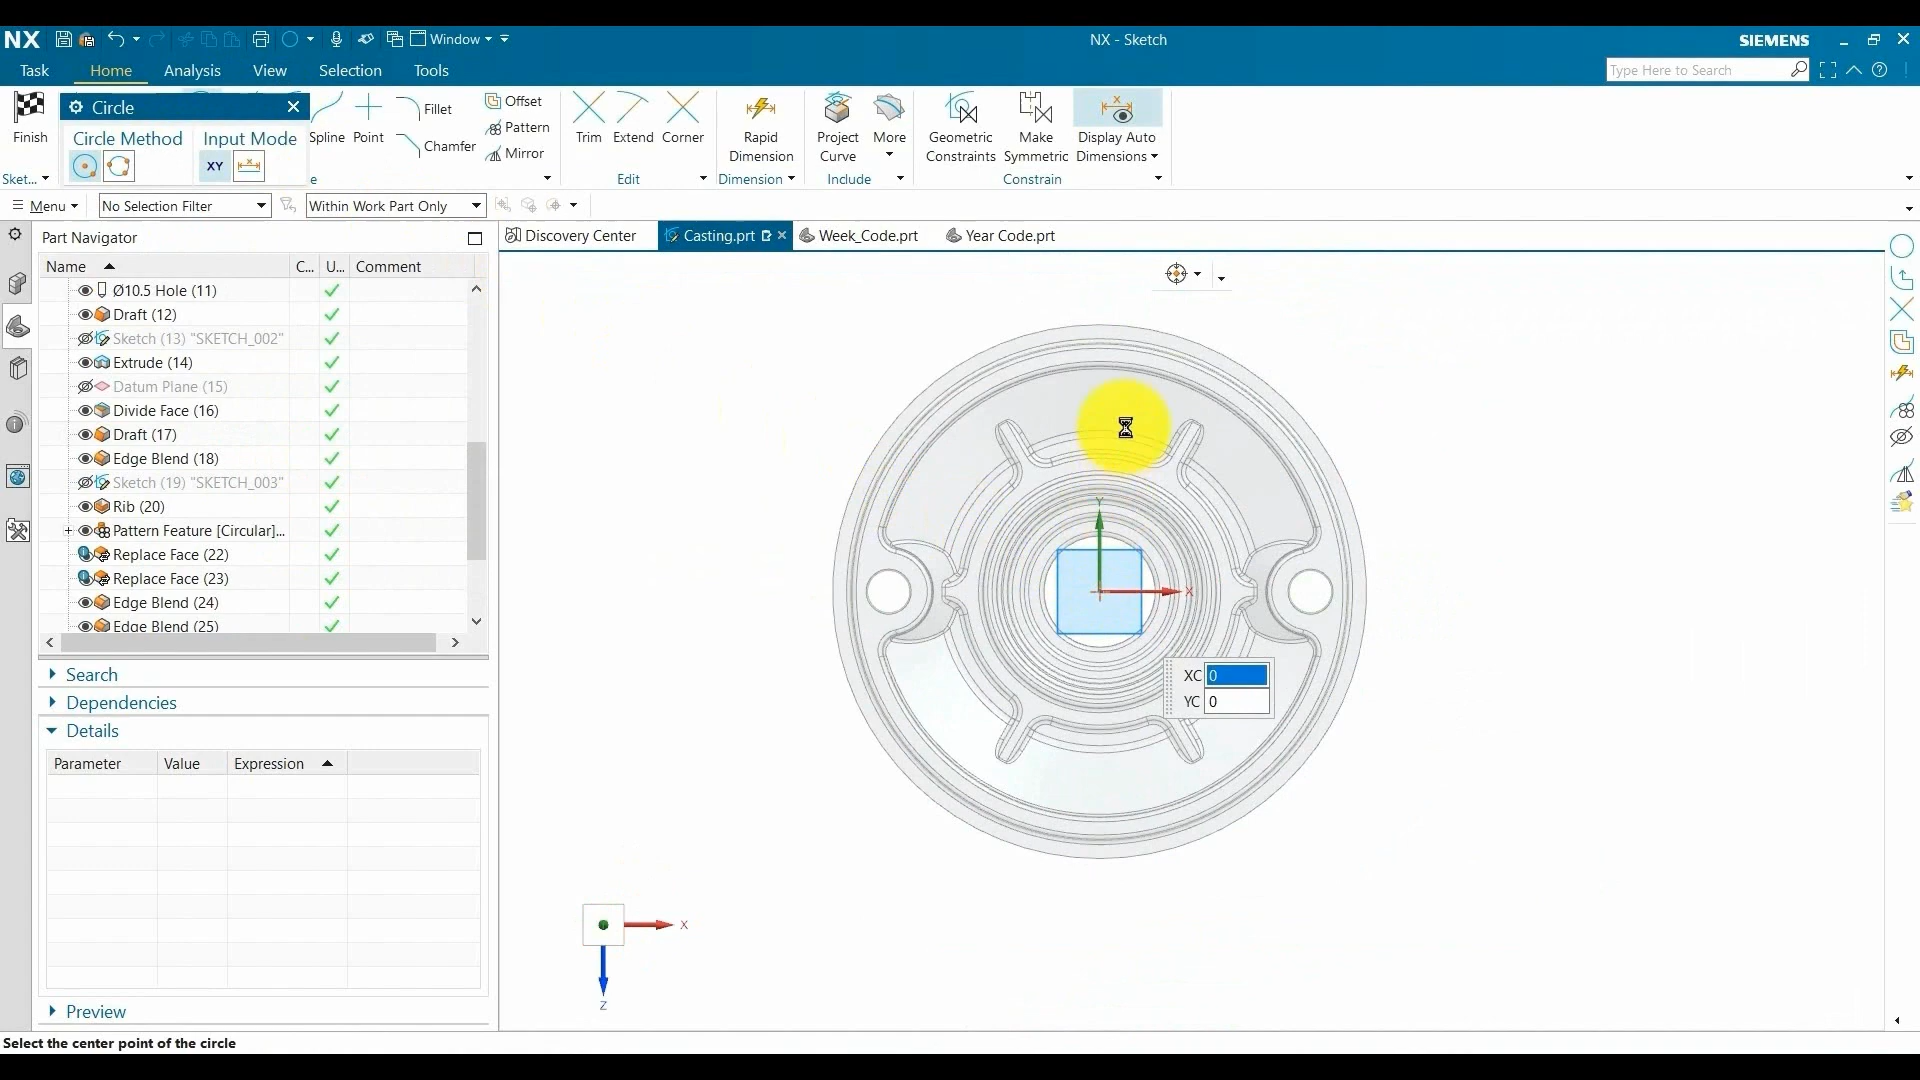 NX
Window
NX - Sketch
SIEMENS
Task
Home
Analysis
View
Selection
Tools
Type Here to Search
Finish
Circle
Circle Method
Input Mode
XY
Spline
Point
Fillet
Chamfer
Offset
Pattern
Mirror
Trim
Extend
Corner
Rapid
Dimension
Project
Curve
More
Geometric
Constraints
Make
Symmetric
Display Auto
Dimensions
Sket...
e
Edit
Dimension
Include
Constrain
Menu
No Selection Filter
Within Work Part Only
Part Navigator
Discovery Center
Casting.prt
Week_Code.prt
Year Code.prt
Name
C...
U...
Comment
Ø10.5 Hole (11)
Draft (12)
Sketch (13) "SKETCH_002"
Extrude (14)
Datum Plane (15)
Divide Face (16)
Draft (17)
Edge Blend (18)
Sketch (19) "SKETCH_003"
Rib (20)
Pattern Feature [Circular]...
Replace Face (22)
Replace Face (23)
Edge Blend (24)
Edge Blend (25)
Search
Dependencies
Details
Parameter
Value
Expression
Preview
Y
X
XC 0
YC 0
X
Z
Select the center point of the circle